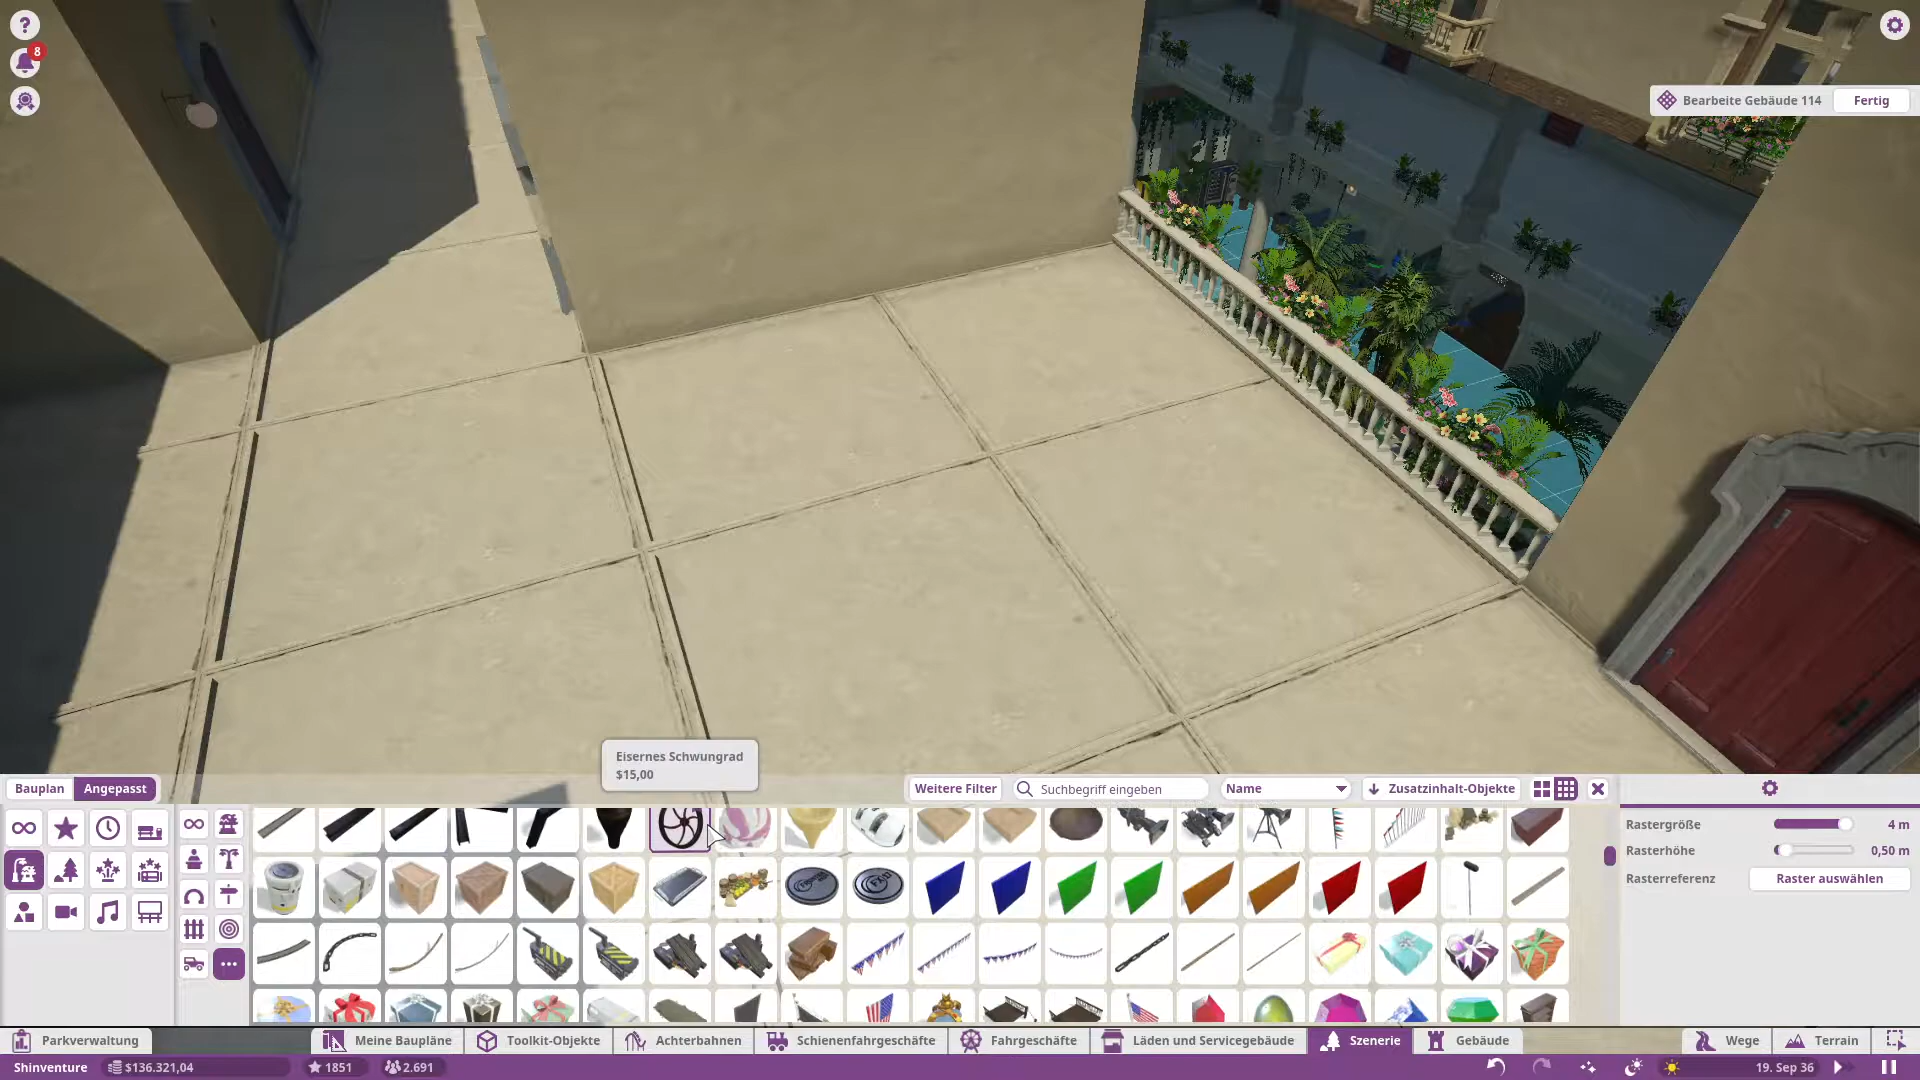 ?
8
Bearbeite Gebäude 114
Fertig
Eisernes Schwungrad
$15,00
Bauplan
Angepasst
Weitere Filter
Suchbegriff eingeben
Name
Zusatzinhalt-Objekte
Rastergröße
4 m
Rasterhöhe
0,50 m
Rasterreferenz
Raster auswählen
Parkverwaltung
Meine Baupläne
Toolkit-Objekte
Achterbahnen
Schienenfahrgeschäfte
Fahrgeschäfte
Läden und Servicegebäude
Szenerie
Gebäude
Wege
Terrain
Shinventure
$136.321,04
1851
2.691
19. Sep 36